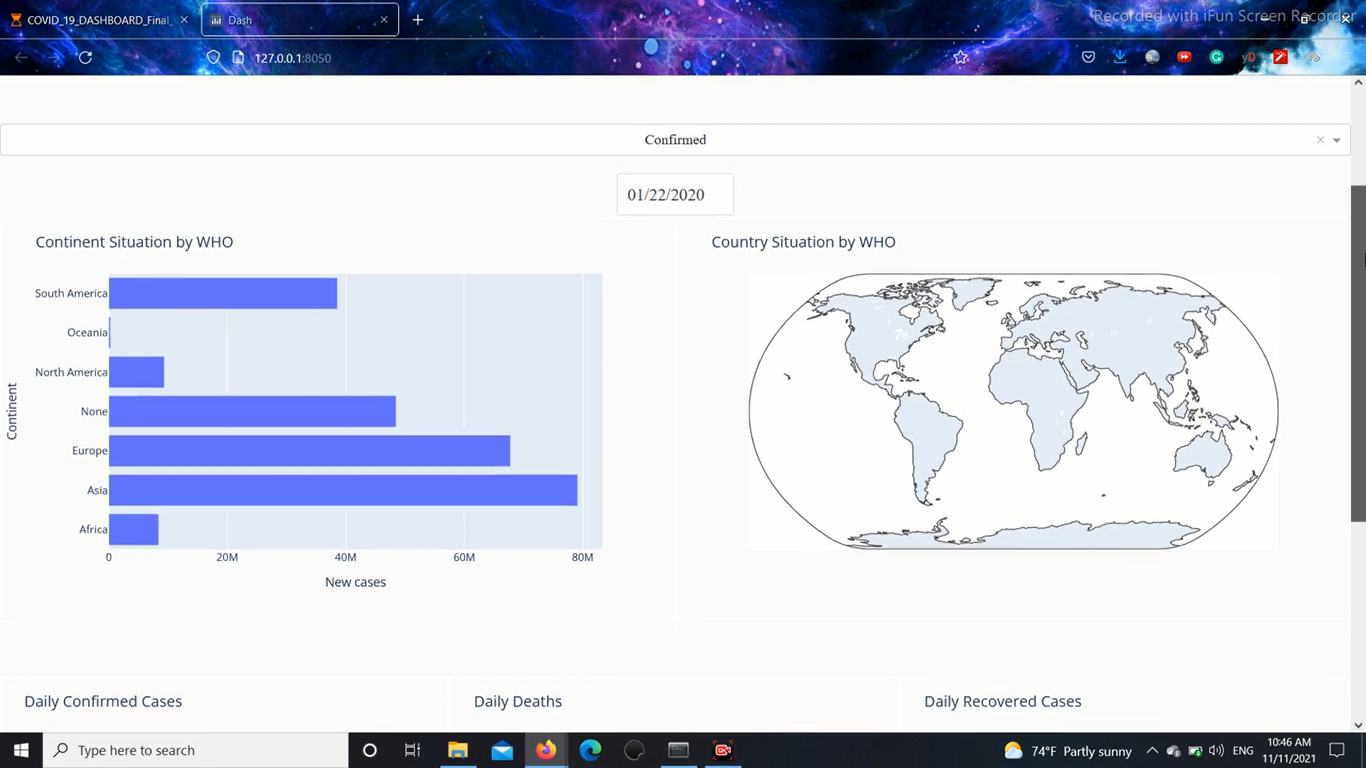 COVID_19_DASHBOARD_Final_
Dash
Recorded with iFun Screen Recorder
127.0.0.1:8050
Confirmed
01/22/2020
Continent Situation by WHO
Country Situation by WHO
South America
Oceania
North America
None
Europe
Asia
Africa
Continent
0 20M 40M 60M 80M
New cases
Daily Confirmed Cases
Daily Deaths
Daily Recovered Cases
Type here to search
74°F Partly sunny
ENG
10:46 AM
11/11/2021